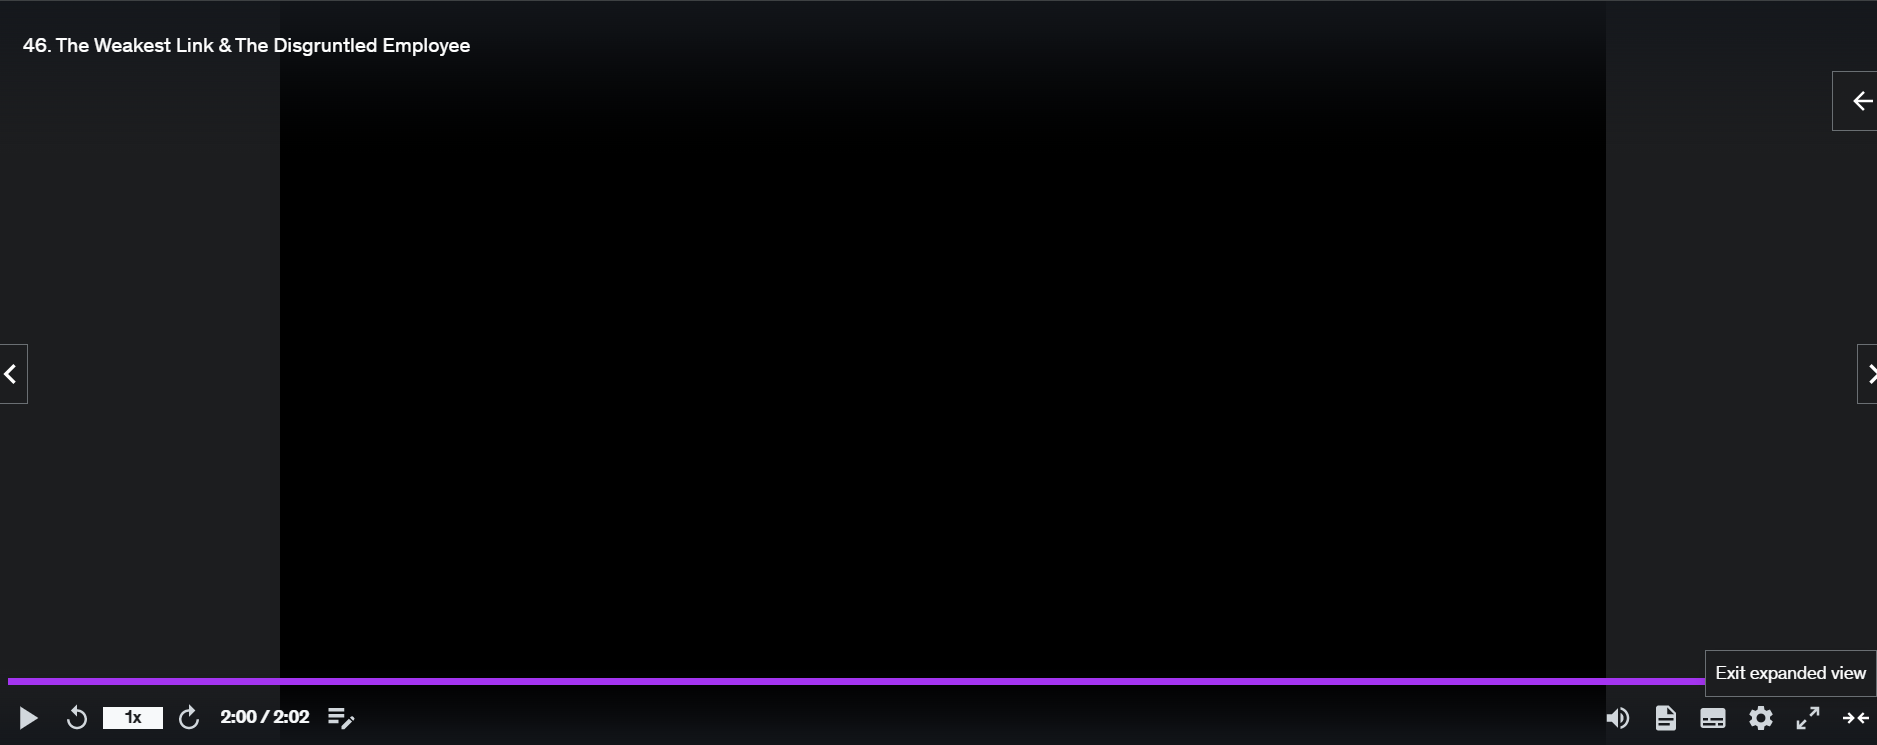 46. The Weakest Link & The Disgruntled Employee
Exit expanded view
1x
2:00 / 2:02